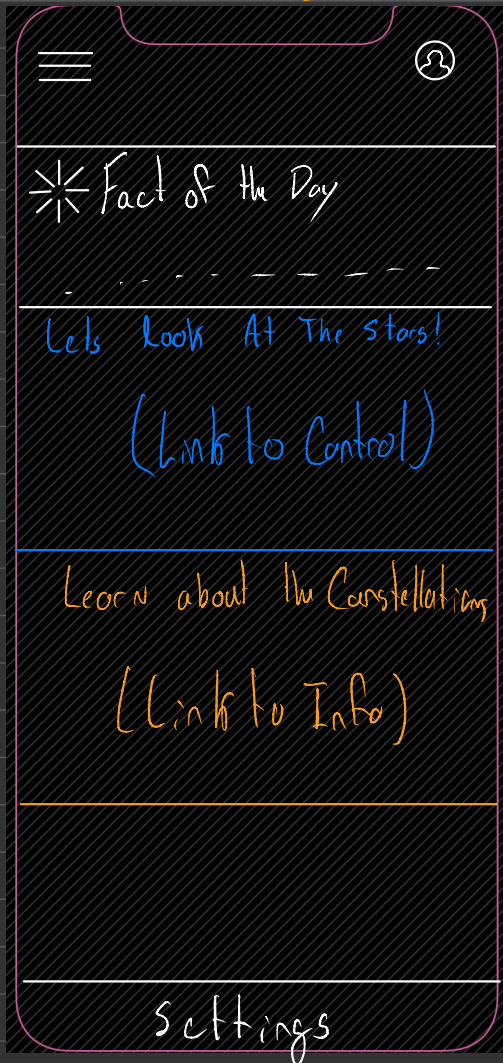 Fact of the Day
Lets Look At The Stars!
(Link to Control)
Learn about the Constellations
(Link to Info)
Settings